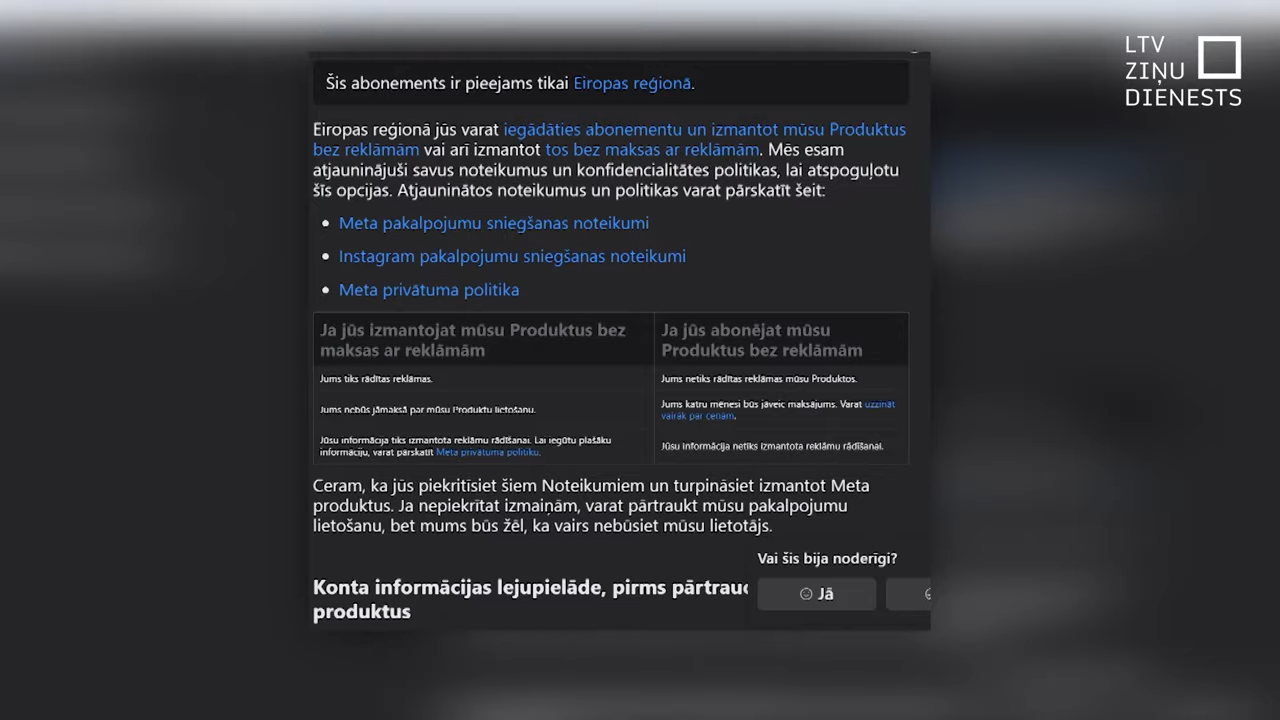 LTV
ZIŅU
DIENESTS
Šis abonements ir pieejams tikai Eiropas reģionā.
Eiropas reģionā jūs varat iegādāties abonementu un izmantot mūsu Produktus
bez reklāmām vai arī izmantot tos bez maksas ar reklāmām. Mēs esam
atjauninājuši savus noteikumus un konfidencialitātes politikas, lai atspoguļotu
šīs opcijas. Atjauninātos noteikumus un politikas varat pārskatīt šeit:
Meta pakalpojumu sniegšanas noteikumi
Instagram pakalpojumu sniegšanas noteikumi
Meta privātuma politika
Ja jūs izmantojat mūsu Produktus bez
maksas ar reklāmām
Jums tiks rādītas reklāmas.
Jums nebūs jāmaksā par mūsu Produktu lietošanu.
Jūsu informācija tiks izmantota reklāmu rādīšanai. Lai iegūtu plašāku
informāciju, varat pārskatīt Meta privātuma politiku.
Ja jūs abonējat mūsu
Produktus bez reklāmām
Jums netiks rādītas reklāmas mūsu Produktos.
Jums katru mēnesi būs jāveic maksājums. Varat uzzināt
vairāk par cenām.
Jūsu informācija netiks izmantota reklāmu rādīšanai.
Ceram, ka jūs piekritīsiet šiem Noteikumiem un turpināsiet izmantot Meta
produktus. Ja nepiekrītat izmaiņām, varat pārtraukt mūsu pakalpojumu
lietošanu, bet mums būs žēl, ka vairs nebūsiet mūsu lietotājs.
Vai šis bija noderīgi?
Jā
Konta informācijas lejupielāde, pirms pārtrauc
produktus